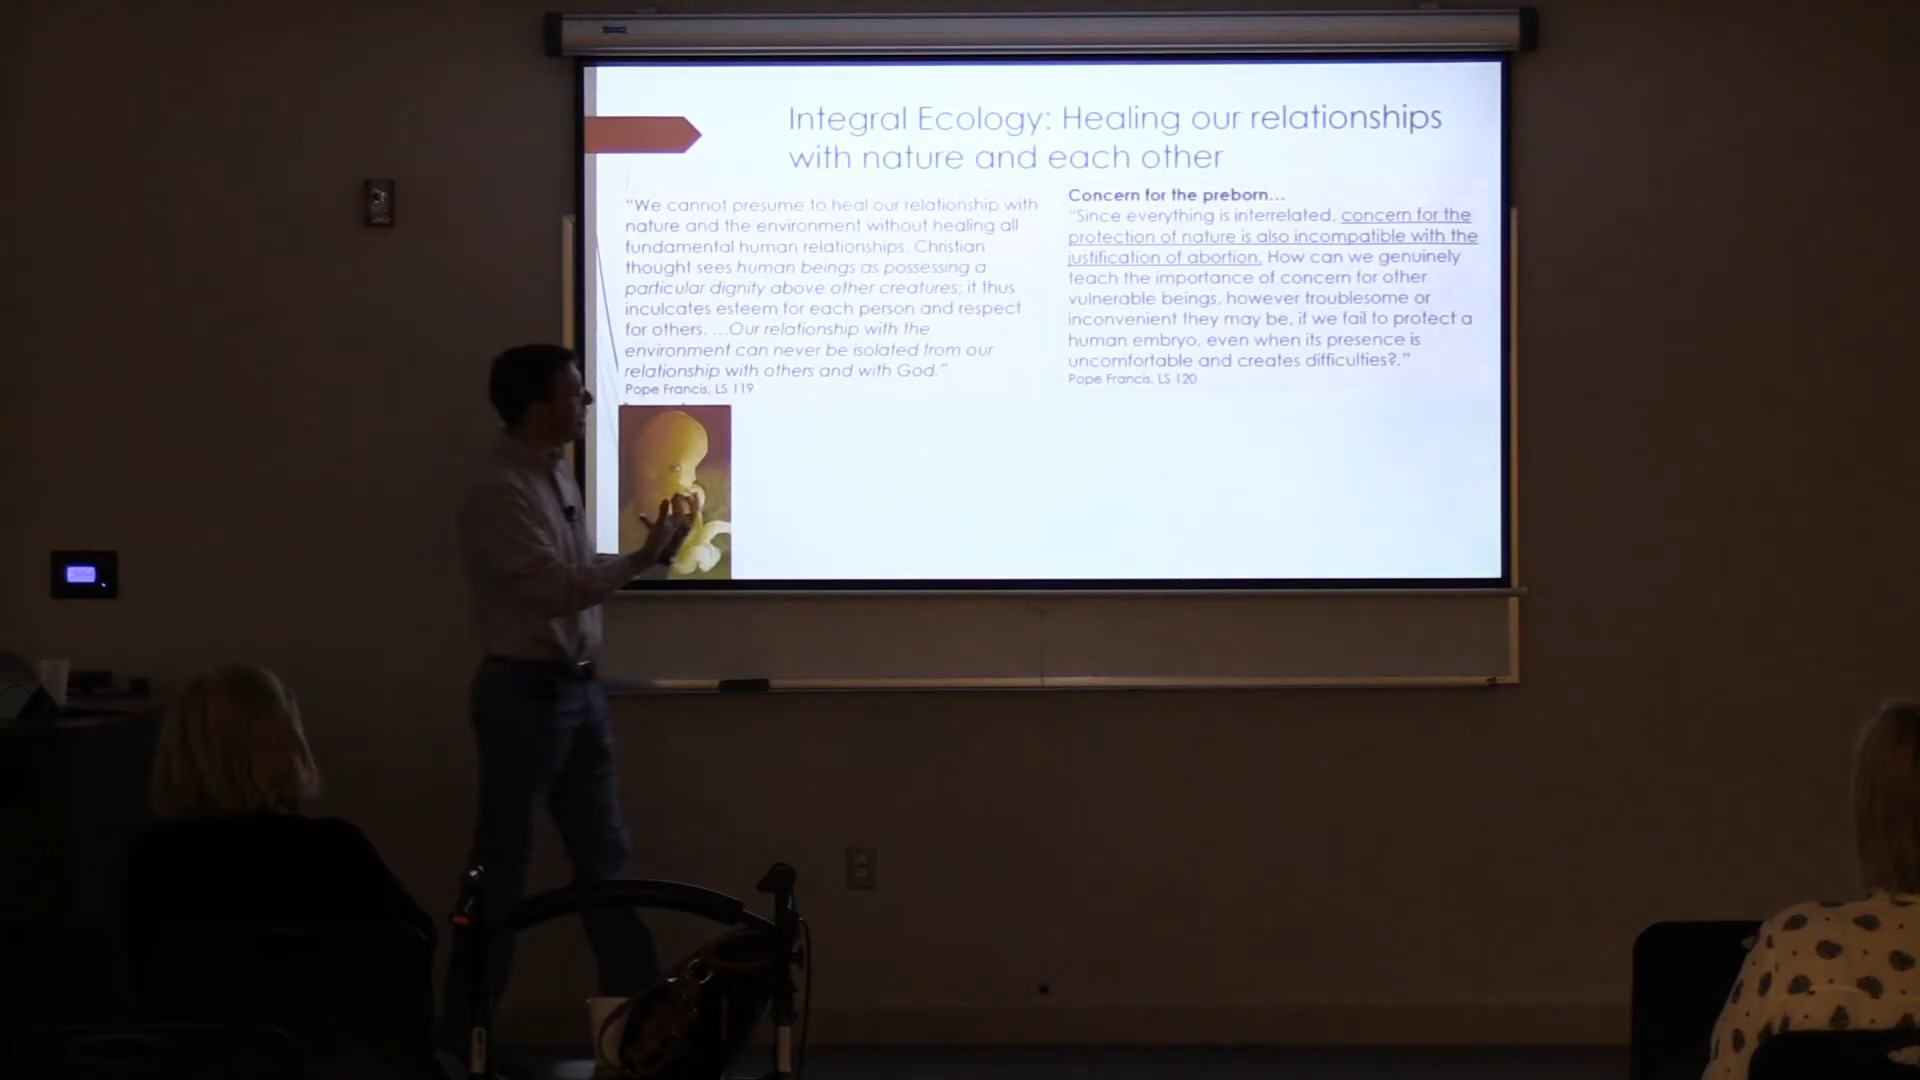 Integral Ecology: Healing our relationships
with nature and each other
"We cannot presume to heal our relationship with
nature and the environment without healing all
fundamental human relationships. Christian
thought sees human beings as possessing a
particular dignity above other creatures; it thus
inculcates esteem for each person and respect
for others. ...Our relationship with the
environment can never be isolated from our
relationship with others and with God."
Pope Francis, LS 119
Concern for the preborn...
"Since everything is interrelated, concern for the
protection of nature is also incompatible with the
justification of abortion. How can we genuinely
teach the importance of concern for other
vulnerable beings, however troublesome or
inconvenient they may be, if we fail to protect a
human embryo, even when its presence is
uncomfortable and creates difficulties?."
Pope Francis, LS 120